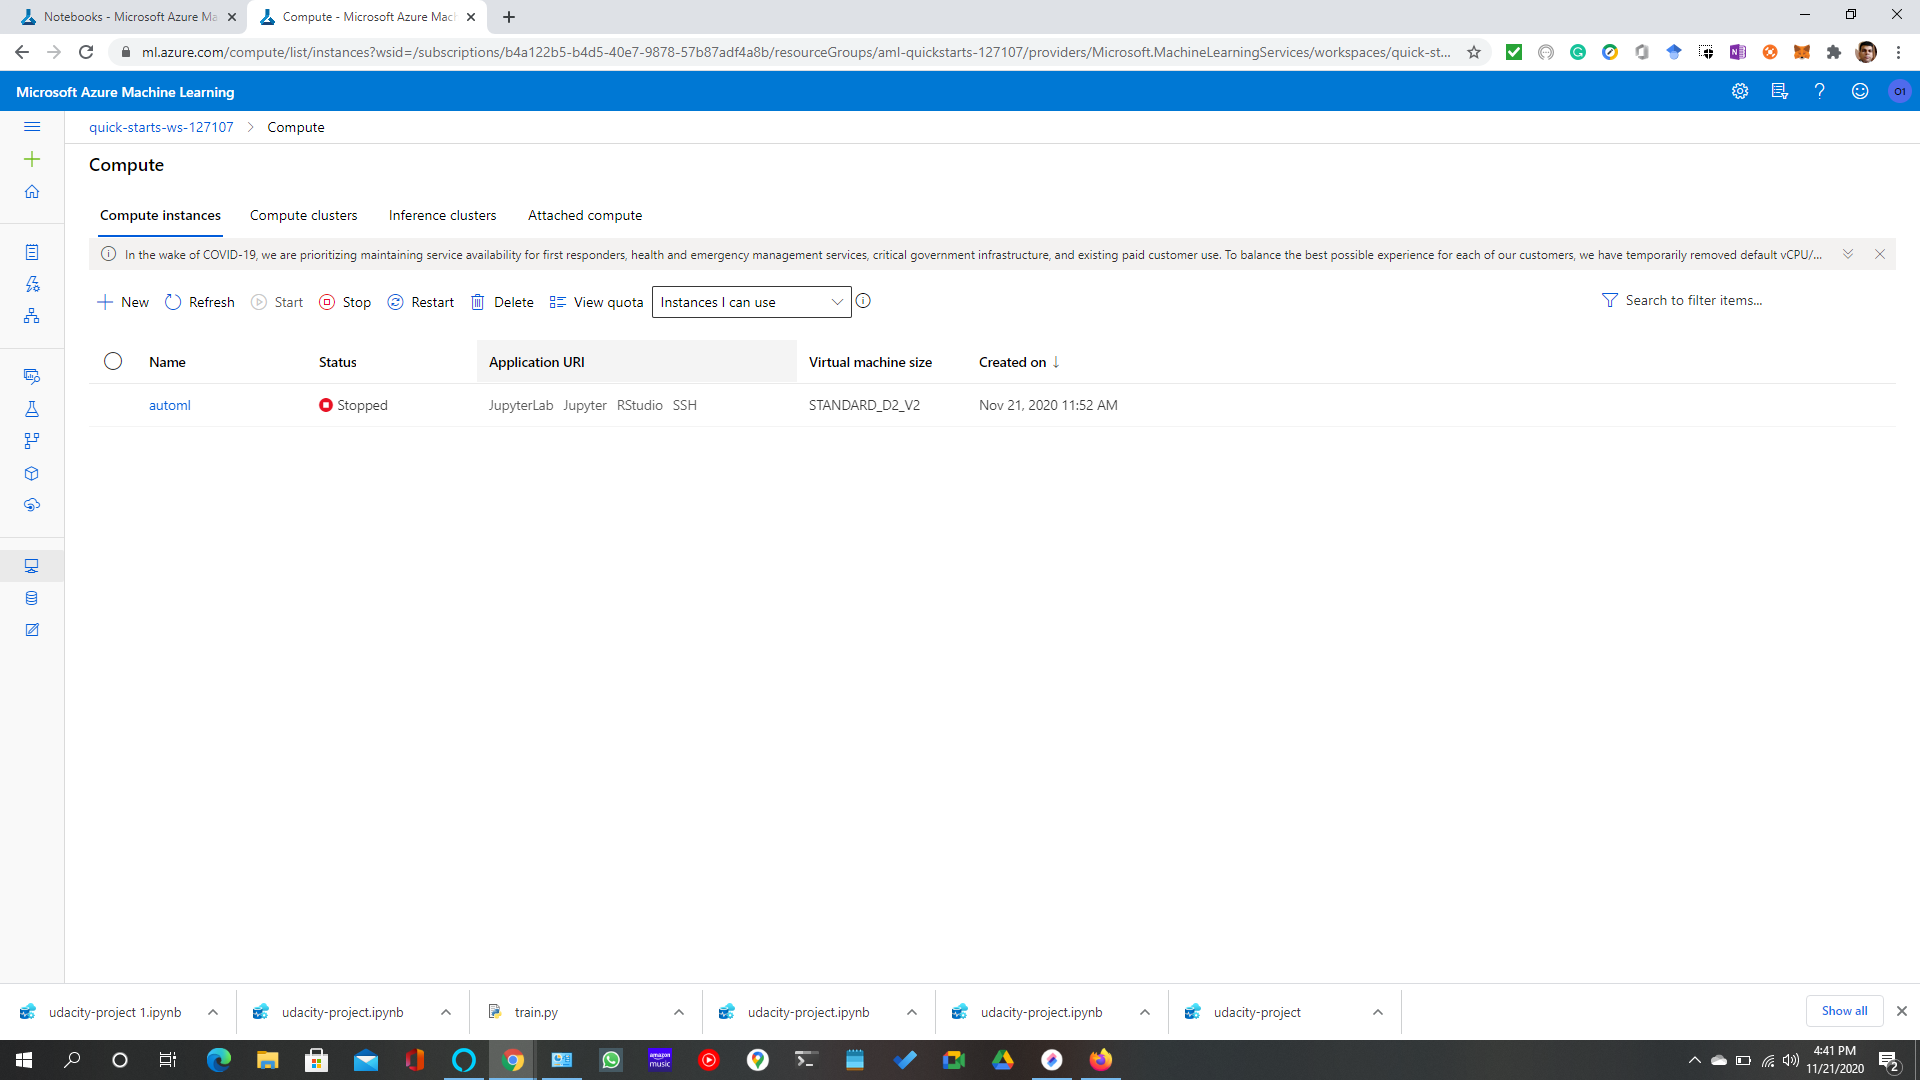 Notebooks - Microsoft Azure Ma
Compute - Microsoft Azure Mach
ml.azure.com/compute/list/instances?wsid=/subscriptions/b4a122b5-b4d5-40e7-9878-57b87adf4a8b/resourceGroups/aml-quickstarts-127107/providers/Microsoft.MachineLearningServices/workspaces/quick-st...
Microsoft Azure Machine Learning
O1
quick-starts-ws-127107 > Compute
Compute
Compute instances Compute clusters Inference clusters Attached compute
In the wake of COVID-19, we are prioritizing maintaining service availability for first responders, health and emergency management services, critical government infrastructure, and existing paid customer use. To balance the best possible experience for each of our customers, we have temporarily removed default vCPU/...
New Refresh Start Stop Restart Delete View quota Instances I can use Search to filter items...
Name Status Application URI Virtual machine size Created on ↓
automl Stopped JupyterLab Jupyter RStudio SSH STANDARD_D2_V2 Nov 21, 2020 11:52 AM
udacity-project 1.ipynb udacity-project.ipynb train.py udacity-project.ipynb udacity-project.ipynb udacity-project Show all
amazon music
4:41 PM
11/21/2020
2